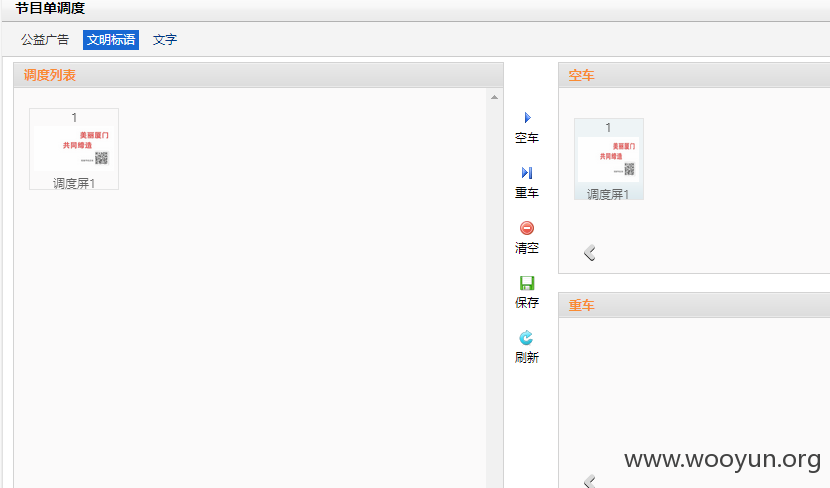 节目单调度
公益广告 文明标语 文字
调度列表
1
美丽厦门
共同缔造
调度屏1
空车
重车
清空
保存
刷新
空车
1
美丽厦门
共同缔造
调度屏1
重车
www.wooyun.org